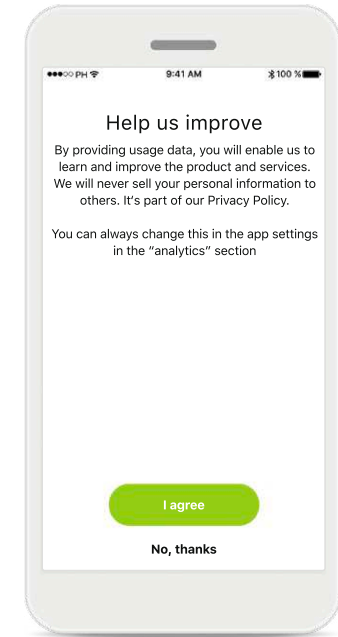 ●●●○○ PH 9:41 AM 100 %
Help us improve
By providing usage data, you will enable us to
learn and improve the product and services.
We will never sell your personal information to
others. It‘s part of our Privacy Policy.
You can always change this in the app settings
in the “analytics” section
I agree
No, thanks